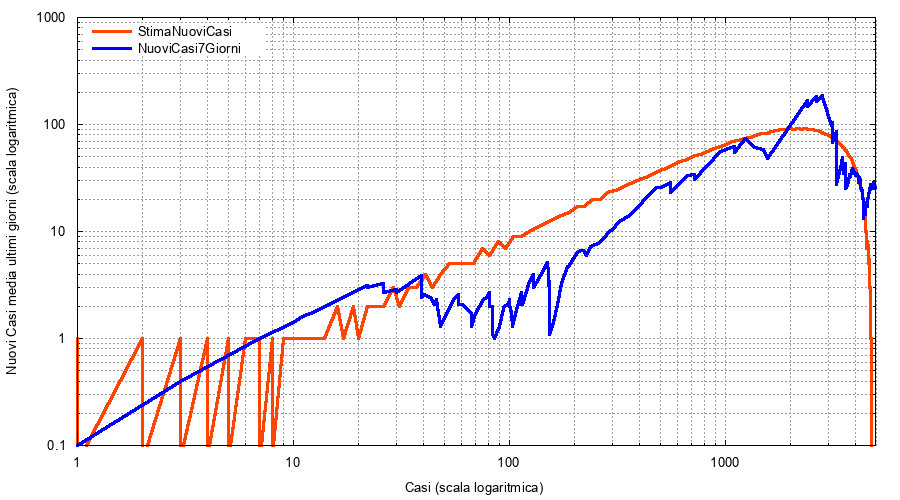 1000
StimaNuoviCasi
NuoviCasi7Giorni
100
10
1
0.1
Nuovi Casi media ultimi giorni (scala logaritmica)
1
10
100
1000
Casi (scala logaritmica)